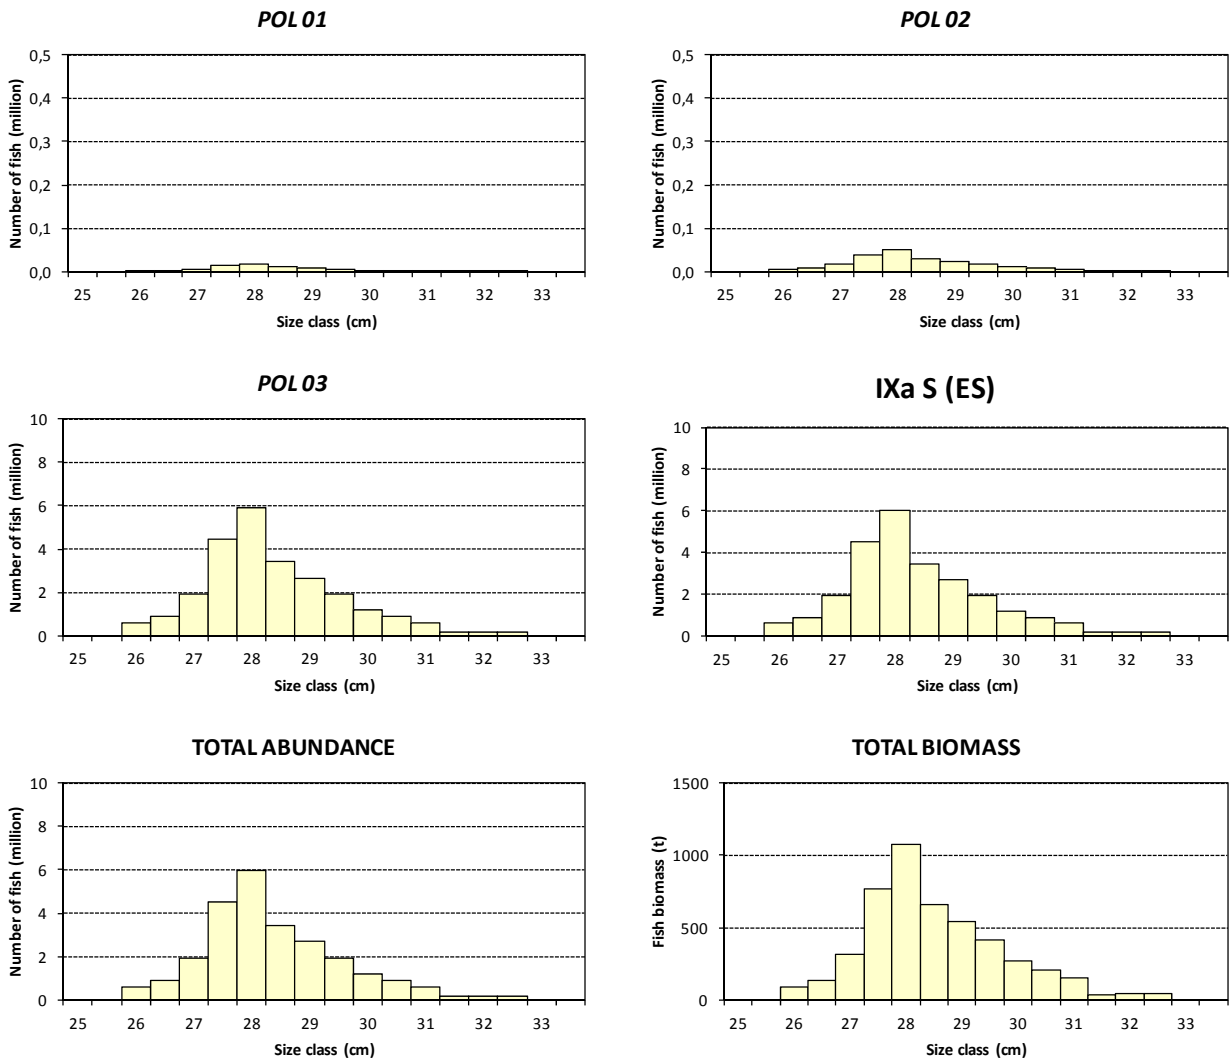 POL 01
Number of fish (million)
0,5
0,4
0,3
0,2
0,1
0,0
25 26 27 28 29 30 31 32 33
Size class (cm)
POL 02
Number of fish (million)
0,5
0,4
0,3
0,2
0,1
0,0
25 26 27 28 29 30 31 32 33
Size class (cm)
POL 03
Number of fish (million)
10
8
6
4
2
0
25 26 27 28 29 30 31 32 33
Size class (cm)
IXa S (ES)
Number of fish (million)
10
8
6
4
2
0
25 26 27 28 29 30 31 32 33
Size class (cm)
TOTAL ABUNDANCE
Number of fish (million)
10
8
6
4
2
0
25 26 27 28 29 30 31 32 33
Size class (cm)
TOTAL BIOMASS
Fish biomass (t)
1500
1000
500
0
25 26 27 28 29 30 31 32 33
Size class (cm)